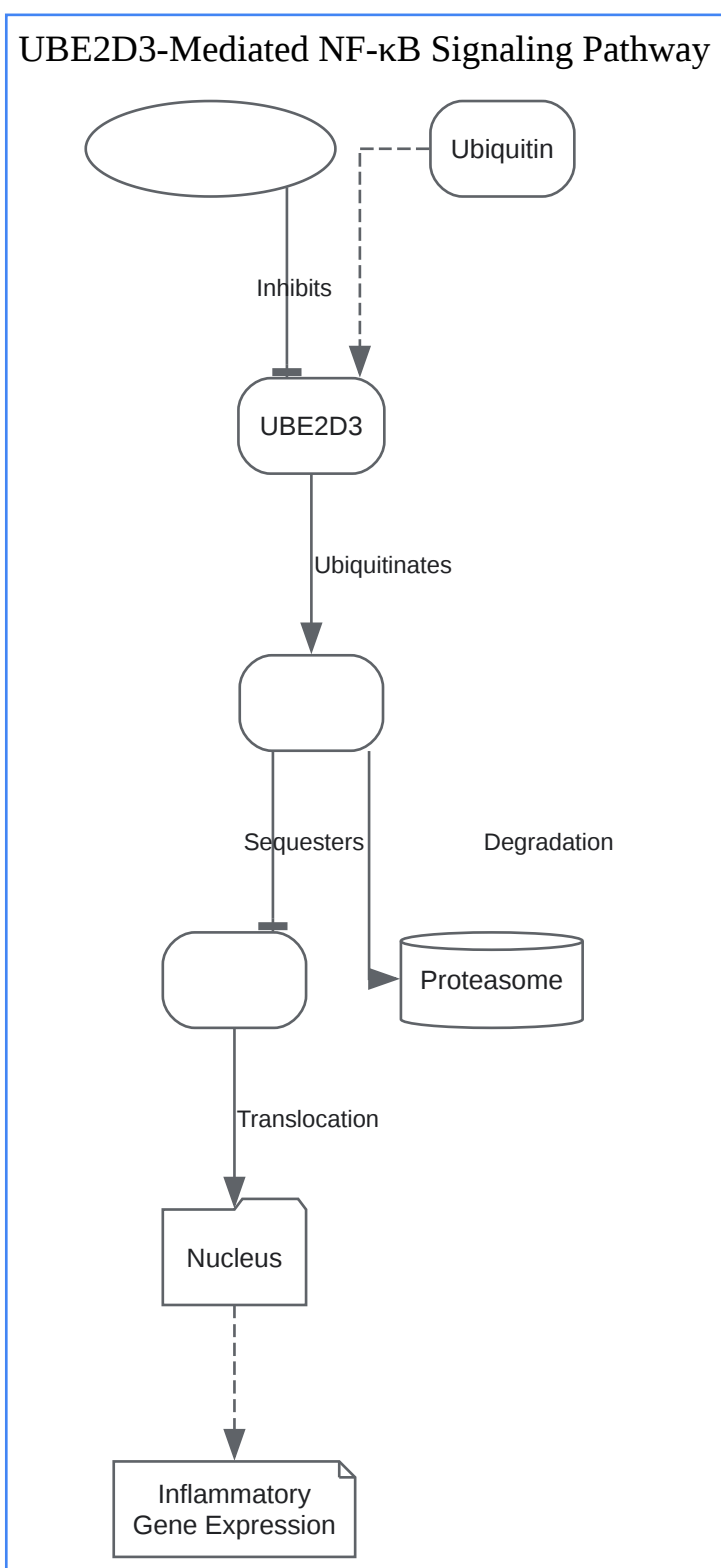 UBE2D3-Mediated NF-κB Signaling Pathway
Ubiquitin
Inhibits
UBE2D3
Ubiquitinates
Sequesters
Degradation
Proteasome
Translocation
Nucleus
Inflammatory
Gene Expression